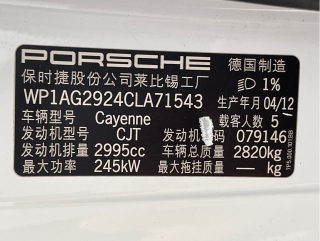 PORSCHE 德国制造
保时捷股份公司莱比锡工厂 1%
WP1AG2924CLA71543 生产年月 04/12
车辆型号 Cayenne 载客人数 5
发动机型号 CJT 发动机号码 079146
发动机排量 2995cc 车辆总质量 2820kg
最大功率 245kW 最大拖挂质量 — kg